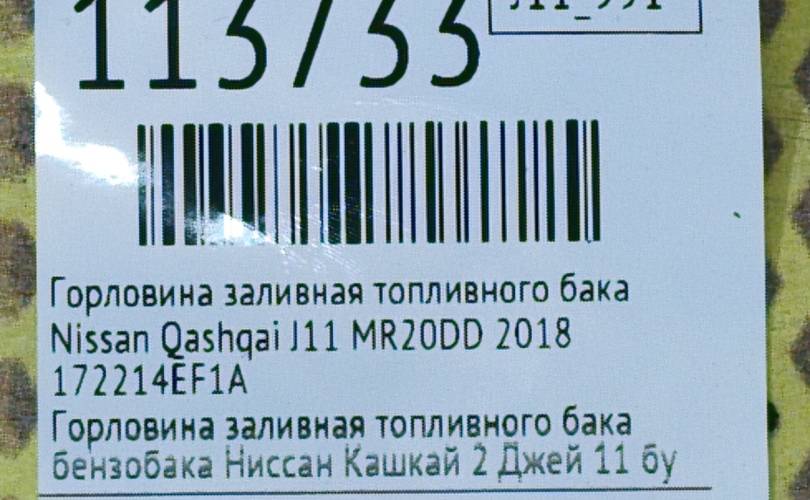 113733
Горловина заливная топливного бака
Nissan Qashqai J11 MR20DD 2018
172214EF1A
Горловина заливная топливного бака
бензобака Ниссан Кашкай 2 Джей 11 бу